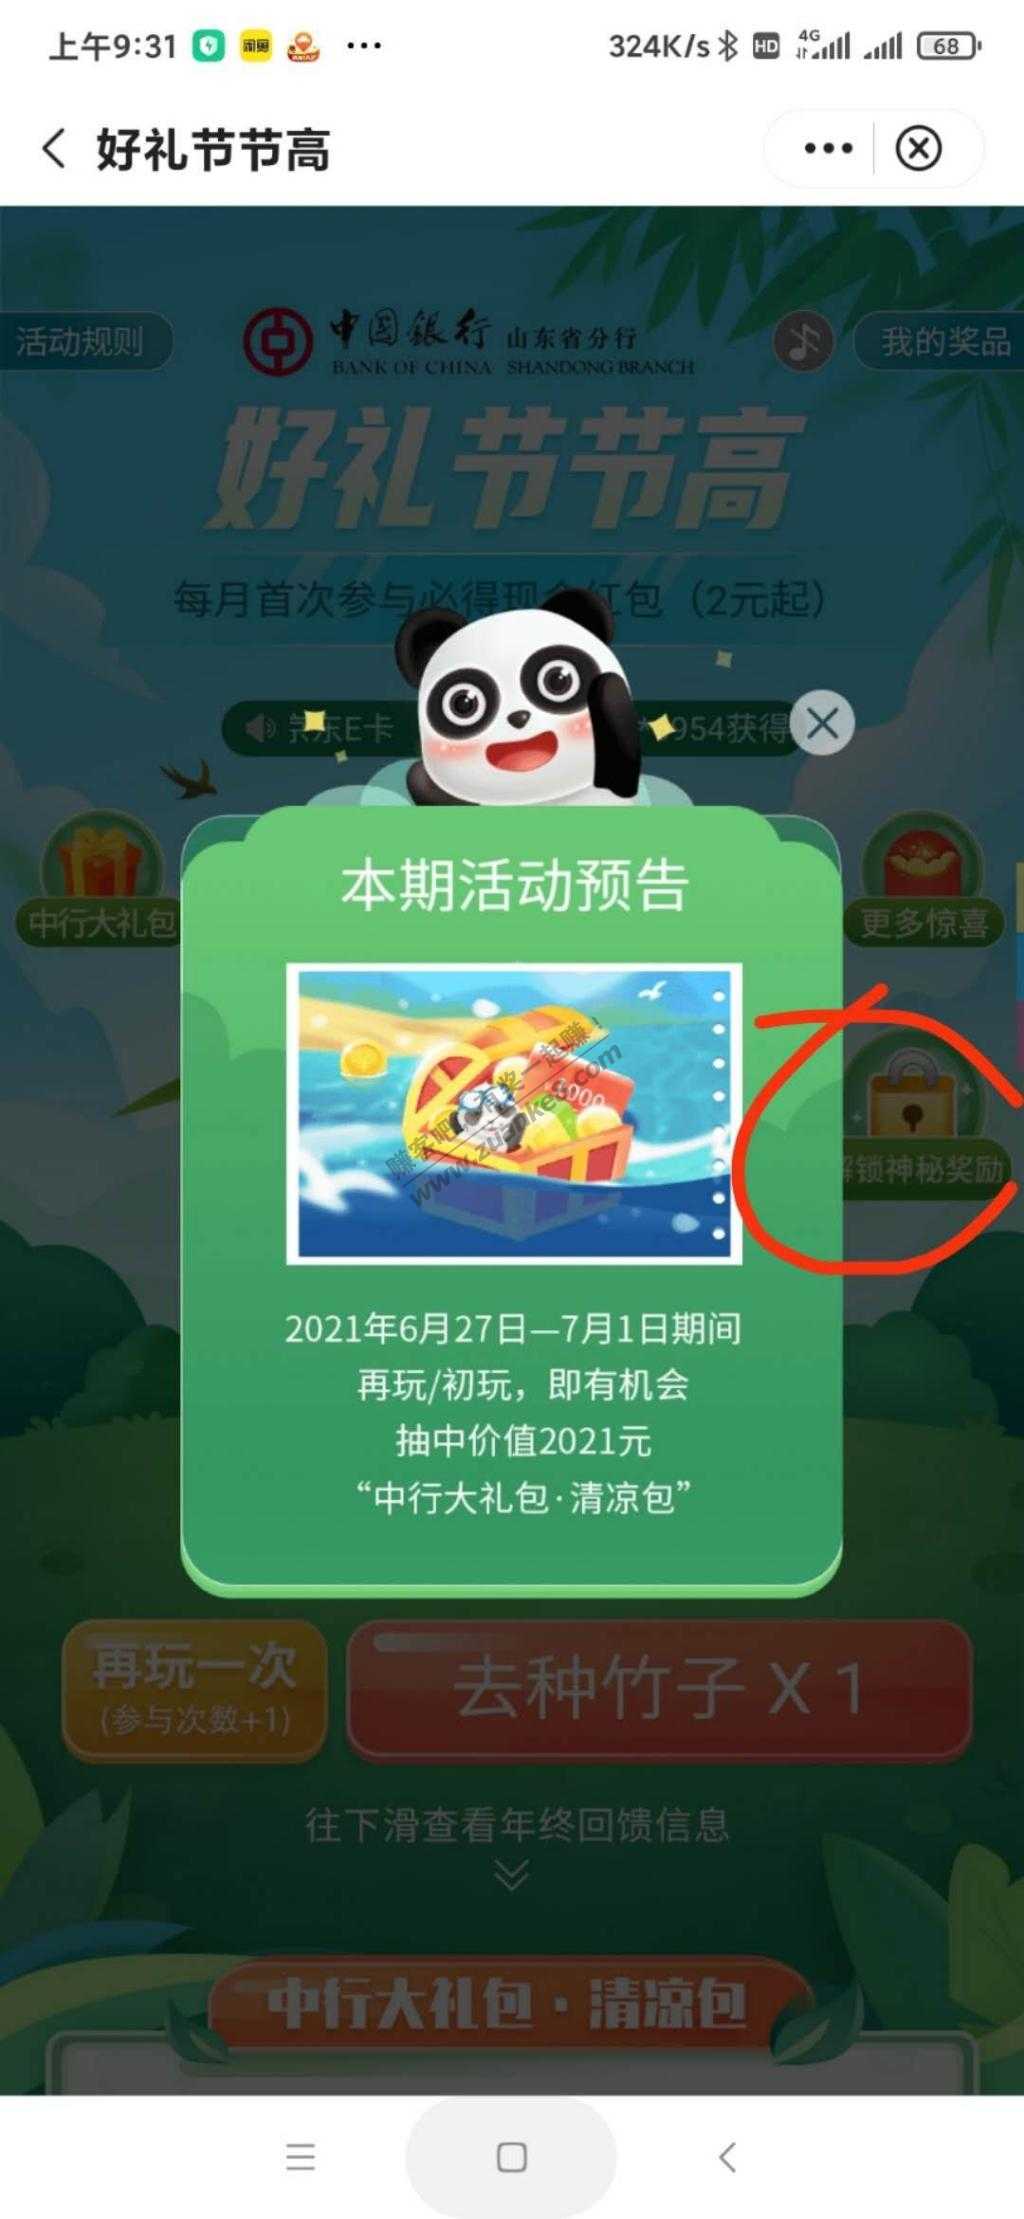 上午9:31
闲鱼
324K/s
HD
4G
68
好礼节节高
活动规则
中国银行 山东省分行
BANK OF CHINA SHANDONG BRANCH
我的奖品
好礼节节高
每月首次参与必得现金红包（2元起）
京东E卡
954获得
中行大礼包
更多惊喜
本期活动预告
赚客吧,有奖一起赚!
www.zuanke8.com
解锁神秘奖励
2021年6月27日—7月1日期间
再玩/初玩，即有机会
抽中价值2021元
“中行大礼包·清凉包”
再玩一次
(参与次数+1)
去种竹子 X 1
往下滑查看年终回馈信息
中行大礼包·清凉包